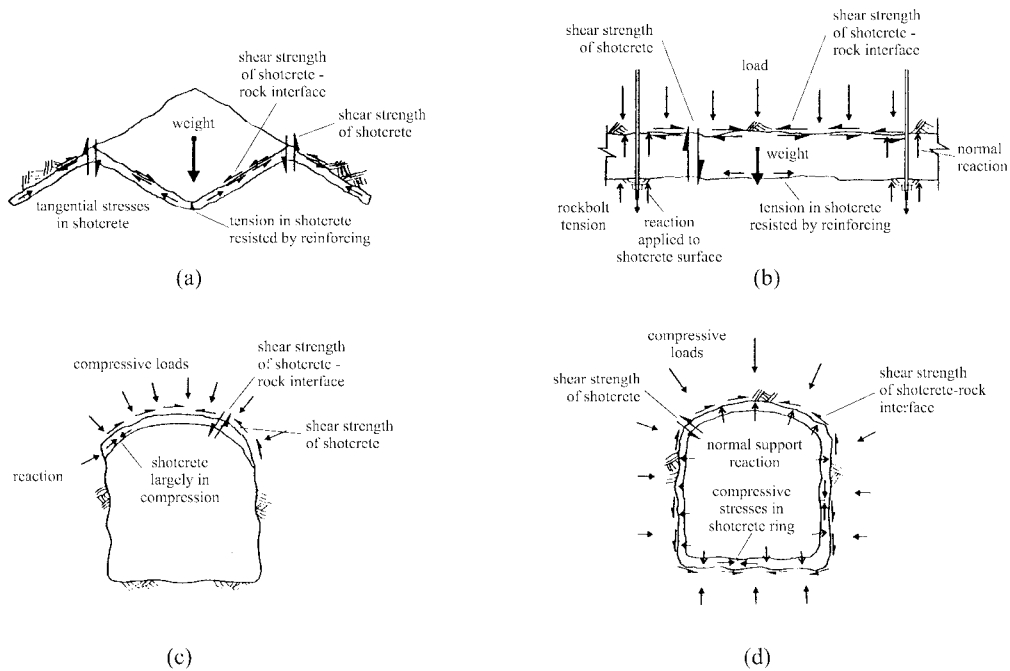 shear strength
of shotcrete -
rock interface
shear strength
of shotcrete
weight
tangential stresses
in shotcrete
tension in shotcrete
resisted by reinforcing
(a)
shear strength
of shotcrete
shear strength
of shotcrete -
rock interface
load
weight
normal
reaction
rockbolt
tension
reaction
applied to
shotcrete surface
tension in shotcrete
resisted by reinforcing
(b)
compressive loads
shear strength
of shotcrete -
rock interface
shear strength
of shotcrete
reaction
shotcrete
largely in
compression
(c)
compressive
loads
shear strength
of shotcrete
shear strength
of shotcrete-rock
interface
normal support
reaction
compressive
stresses in
shotcrete ring
(d)